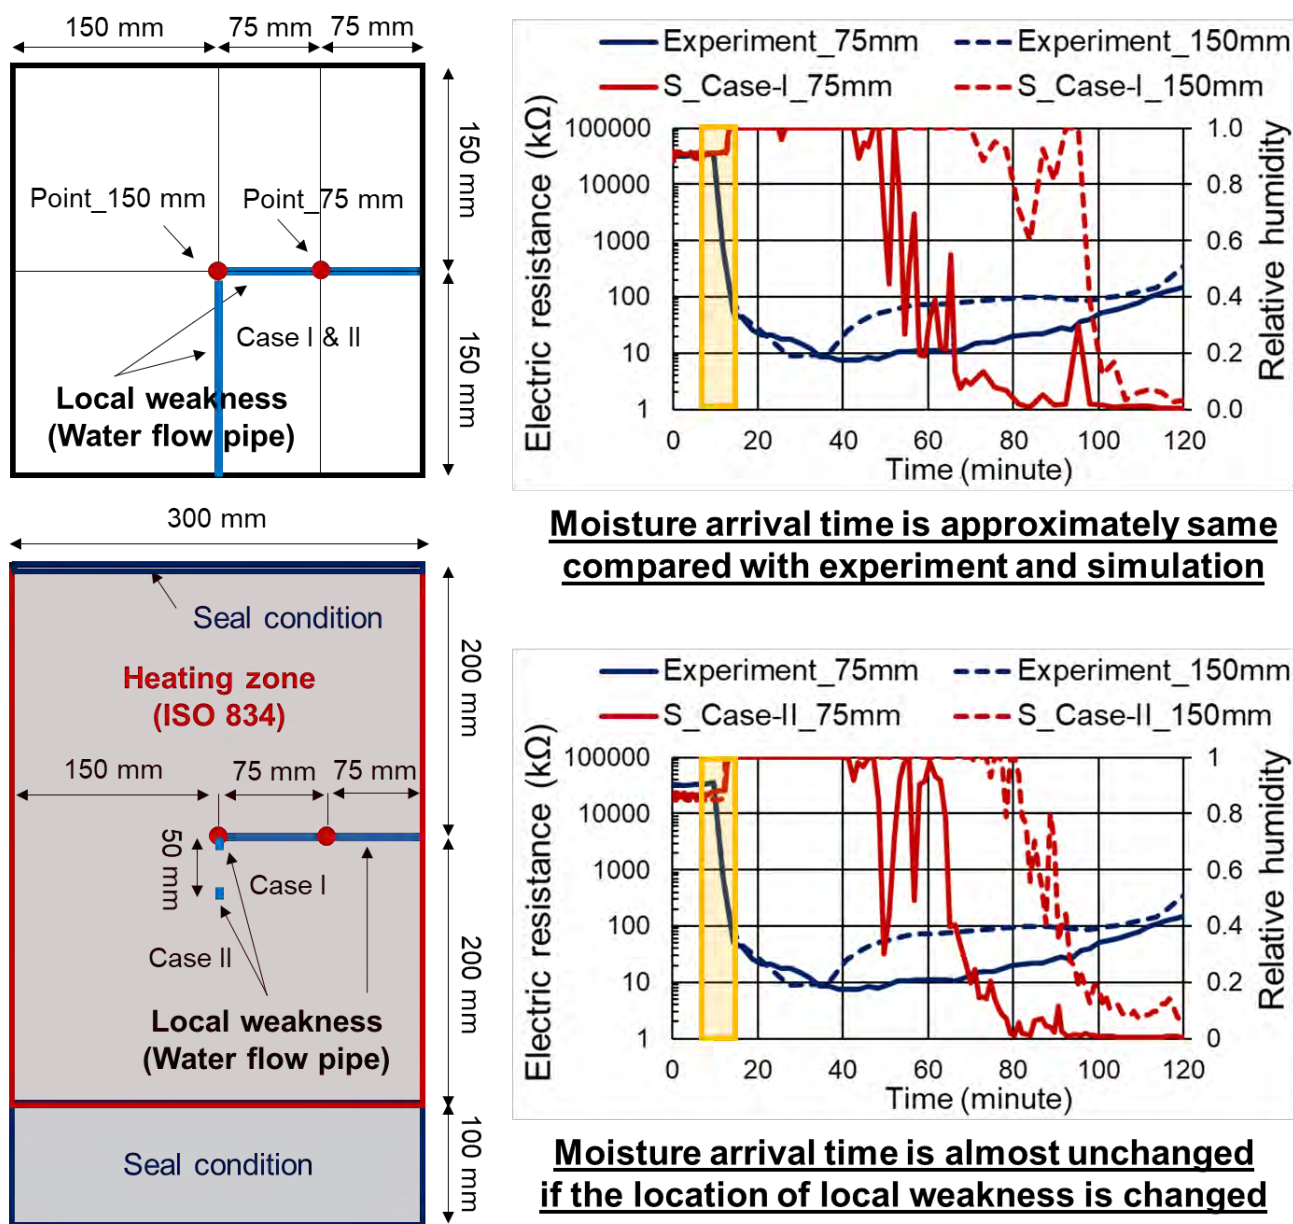 150 mm
75 mm
75 mm
150 mm
150 mm
Point_150 mm
Point_75 mm
Case I & II
Local weakness
(Water flow pipe)
300 mm
Seal condition
Heating zone
(ISO 834)
200 mm
150 mm
75 mm
75 mm
50 mm
Case I
Case II
200 mm
Local weakness
(Water flow pipe)
Seal condition
100 mm
Experiment_75mm
Experiment_150mm
S_Case-I_75mm
S_Case-I_150mm
Electric resistance (kΩ)
100000
10000
1000
100
10
1
1.0
0.8
0.6
0.4
0.2
0.0
Relative humidity
0 20 40 60 80 100 120
Time (minute)
Moisture arrival time is approximately same
compared with experiment and simulation
Experiment_75mm
Experiment_150mm
S_Case-II_75mm
S_Case-II_150mm
Electric resistance (kΩ)
100000
10000
1000
100
10
1
1
0.8
0.6
0.4
0.2
0
Relative humidity
0 20 40 60 80 100 120
Time (minute)
Moisture arrival time is almost unchanged
if the location of local weakness is changed